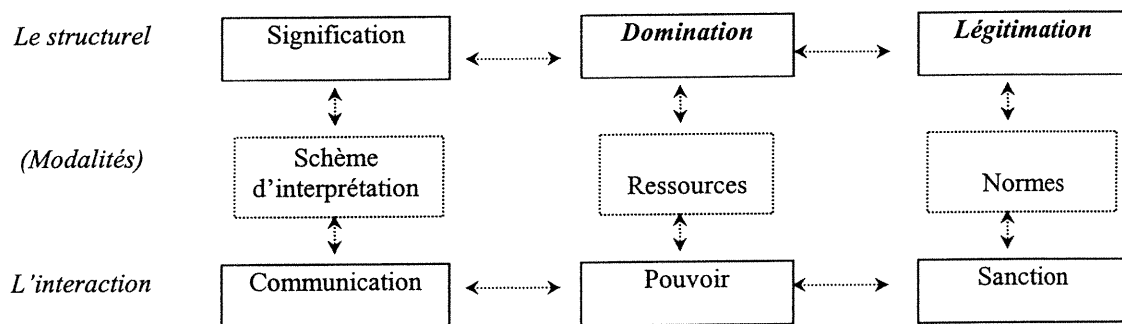 Le structurel Signification Domination Légitimation
(Modalités) Schème d'interprétation Ressources Normes
L'interaction Communication Pouvoir Sanction